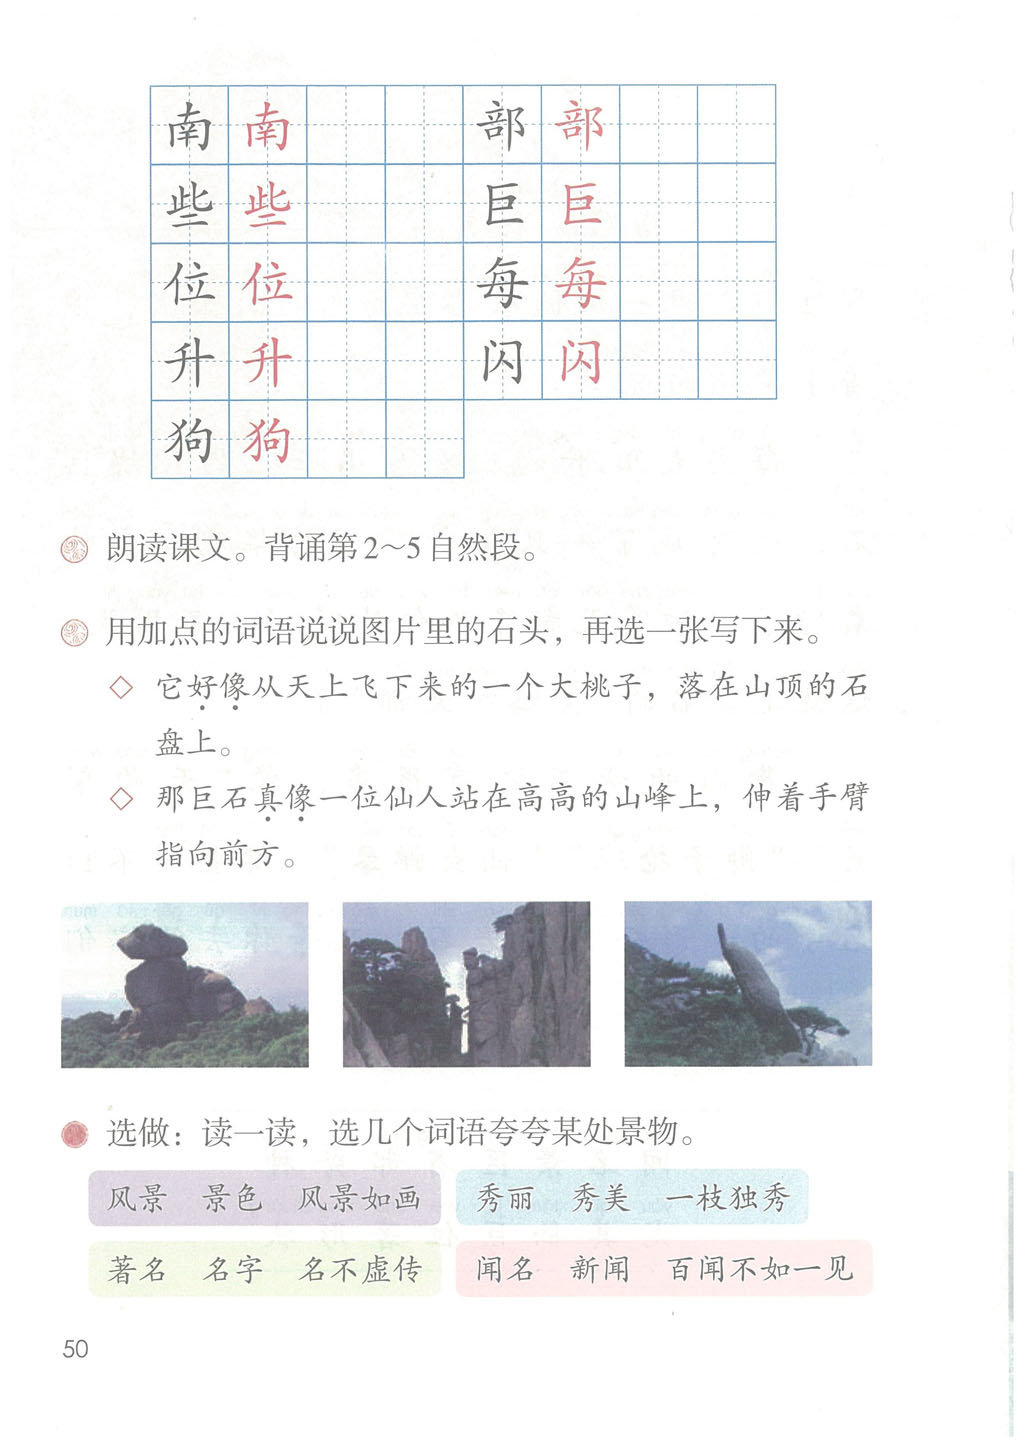 南 南 部 部
些 些 巨 巨
位 位 每 每
升 升 闪 闪
狗 狗
朗读课文。背诵第2～5自然段。
用加点的词语说说图片里的石头，再选一张写下来。
◇ 它好像从天上飞下来的一个大桃子，落在山顶的石
盘上。
◇ 那巨石真像一位仙人站在高高的山峰上，伸着手臂
指向前方。
选做：读一读，选几个词语夸夸某处景物。
风景 景色 风景如画 秀丽 秀美 一枝独秀
著名 名字 名不虚传 闻名 新闻 百闻不如一见
50